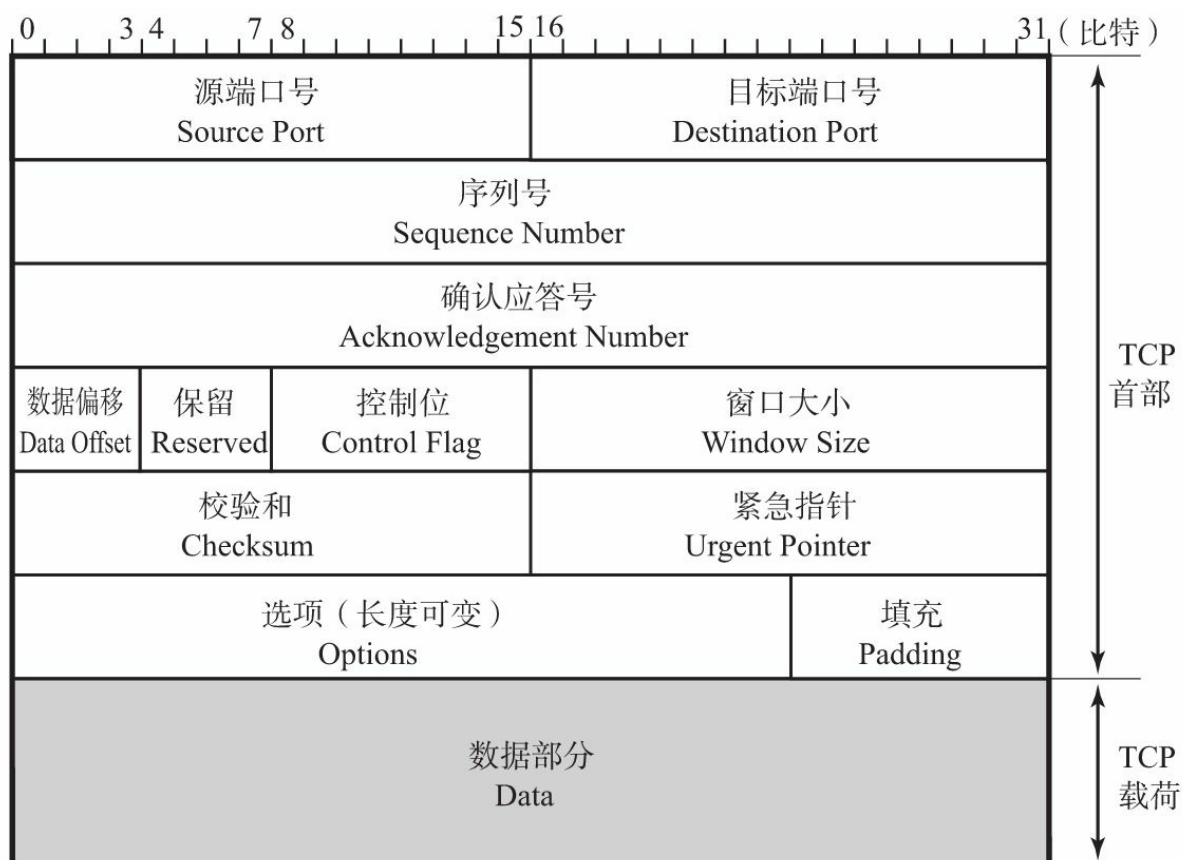 0 3 4 7 8 15 16 31 (比特)
源端口号
Source Port
目标端口号
Destination Port
序列号
Sequence Number
确认应答号
Acknowledgement Number
数据偏移
Data Offset
保留
Reserved
控制位
Control Flag
窗口大小
Window Size
校验和
Checksum
紧急指针
Urgent Pointer
选项(长度可变)
Options
填充
Padding
TCP
首部
数据部分
Data
TCP
载荷